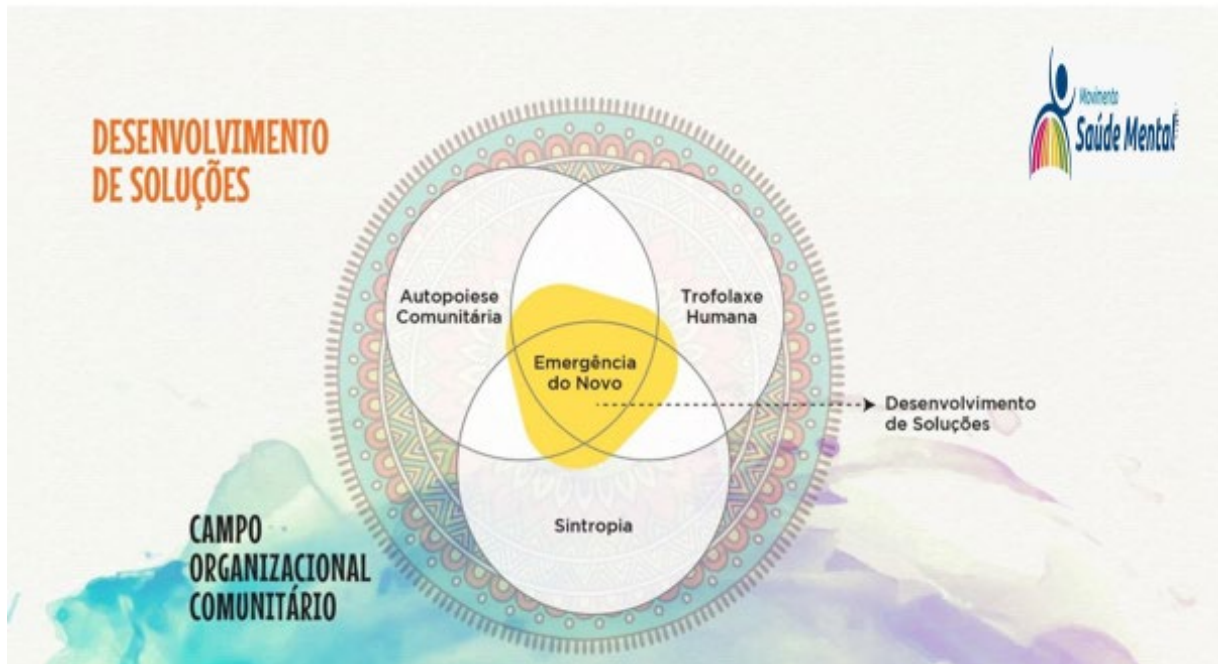 DESENVOLVIMENTO
DE SOLUÇÕES
Movimento
Saúde Mental
Autopoiese
Comunitária
Trofolaxe
Humana
Emergência
do Novo
Desenvolvimento
de Soluções
Sintropia
CAMPO
ORGANIZACIONAL
COMUNITÁRIO